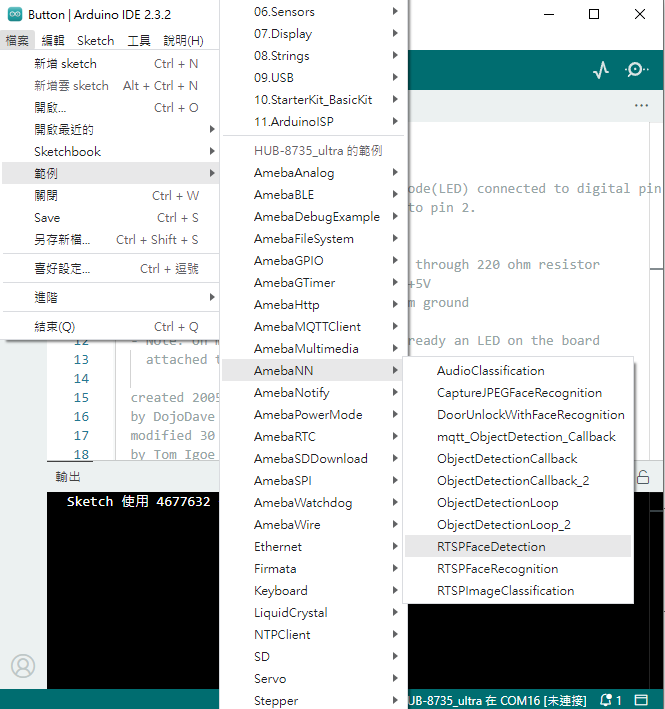 Button | Arduino IDE 2.3.2
檔案 編輯 Sketch 工具 說明(H)
新增 sketch Ctrl + N
新增雲 sketch Alt + Ctrl + N
開啟... Ctrl + O
開啟最近的
Sketchbook
範例
關閉 Ctrl + W
Save Ctrl + S
另存新檔... Ctrl + Shift + S
喜好設定... Ctrl + 逗號
進階
結束(Q) Ctrl + Q
06.Sensors
07.Display
08.Strings
09.USB
10.StarterKit_BasicKit
11.ArduinoISP
HUB-8735_ultra 的範例
AmebaAnalog
AmebaBLE
AmebaDebugExample
AmebaFileSystem
AmebaGPIO
AmebaGTimer
AmebaHttp
AmebaMQTTClient
AmebaMultimedia
AmebaNN
AmebaNotify
AmebaPowerMode
AmebaRTC
AmebaSDDownload
AmebaSPI
AmebaWatchdog
AmebaWire
Ethernet
Firmata
Keyboard
LiquidCrystal
NTPClient
SD
Servo
Stepper
AudioClassification
CaptureJPEGFaceRecognition
DoorUnlockWithFaceRecognition
mqtt_ObjectDetection_Callback
ObjectDetectionCallback
ObjectDetectionCallback_2
ObjectDetectionLoop
ObjectDetectionLoop_2
RTSPFaceDetection
RTSPFaceRecognition
RTSPImageClassification
ode(LED) connected to digital pin
to pin 2.
through 220 ohm resistor
+5V
m ground
ready an LED on the board
12 - Note: on
13 attached t
14
15 created 2005
16 by DojoDave
17 modified 30
18 by Tom Igoe
輸出
Sketch 使用 4677632
UB-8735_ultra 在 COM16 [未連接] 1